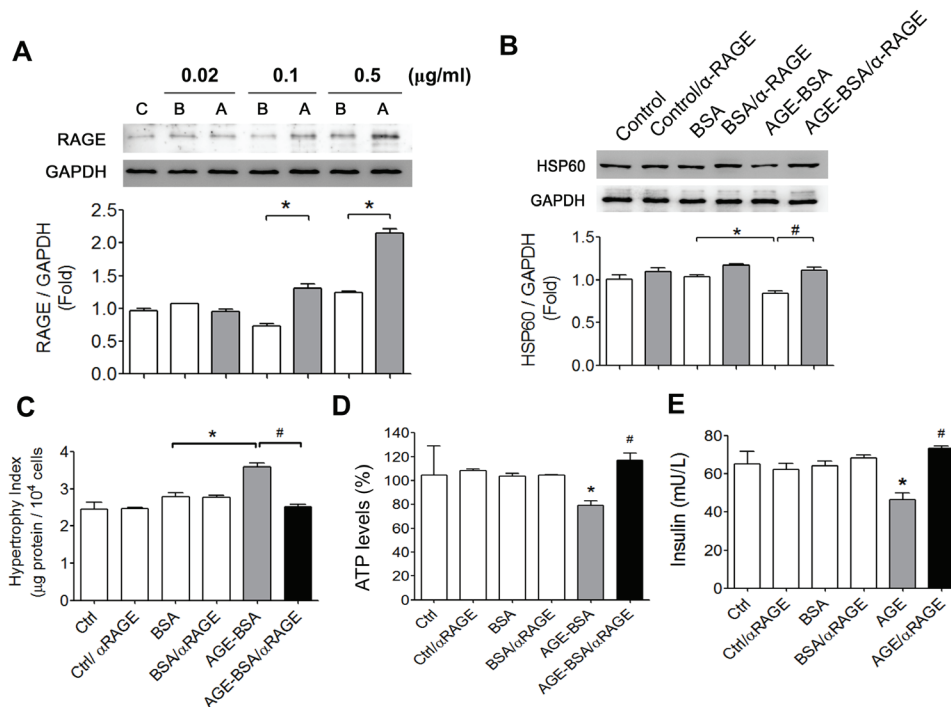 A
0.02 0.1 0.5 (μg/ml)
C B A B A B A
RAGE
GAPDH
* *
RAGE / GAPDH
(Fold)
2.5
2.0
1.5
1.0
0.5
0.0
B
Control
Control/α-RAGE
BSA
BSA/α-RAGE
AGE-BSA
AGE-BSA/α-RAGE
HSP60
GAPDH
* #
HSP60 / GAPDH
(Fold)
1.5
1.0
0.5
0.0
C
* #
Hypertrophy Index
(μg protein / 10⁴ cells
4
3
2
1
0
Ctrl
Ctrl/ αRAGE
BSA
BSA/αRAGE
AGE-BSA
AGE-BSA/αRAGE
D
ATP levels (%)
140
120
100
80
60
40
20
0
*
#
Ctrl
Ctrl/αRAGE
BSA
BSA/αRAGE
AGE-BSA
AGE-BSA/αRAGE
E
Insulin (mU/L)
80
60
40
20
0
*
#
Ctrl
Ctrl/αRAGE
BSA
BSA/αRAGE
AGE
AGE/αRAGE